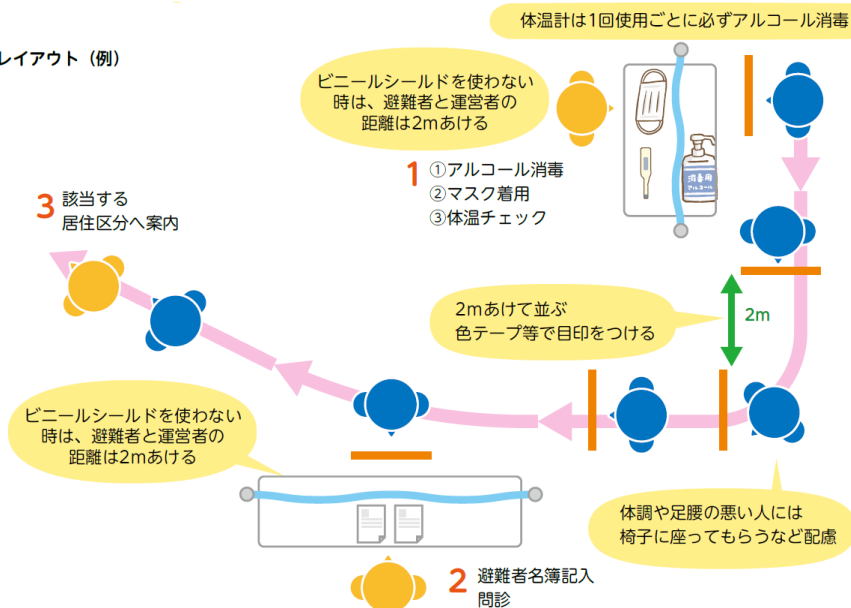 体温計は1回使用ごとに必ずアルコール消毒
レイアウト（例）
ビニールシールドを使わない
時は、避難者と運営者の
距離は2mあける
1 ①アルコール消毒
②マスク着用
③体温チェック
消毒用
アルコール
3 該当する
居住区分へ案内
2mあけて並ぶ
色テープ等で目印をつける
2m
ビニールシールドを使わない
時は、避難者と運営者の
距離は2mあける
体調や足腰の悪い人には
椅子に座ってもらうなど配慮
2 避難者名簿記入
問診